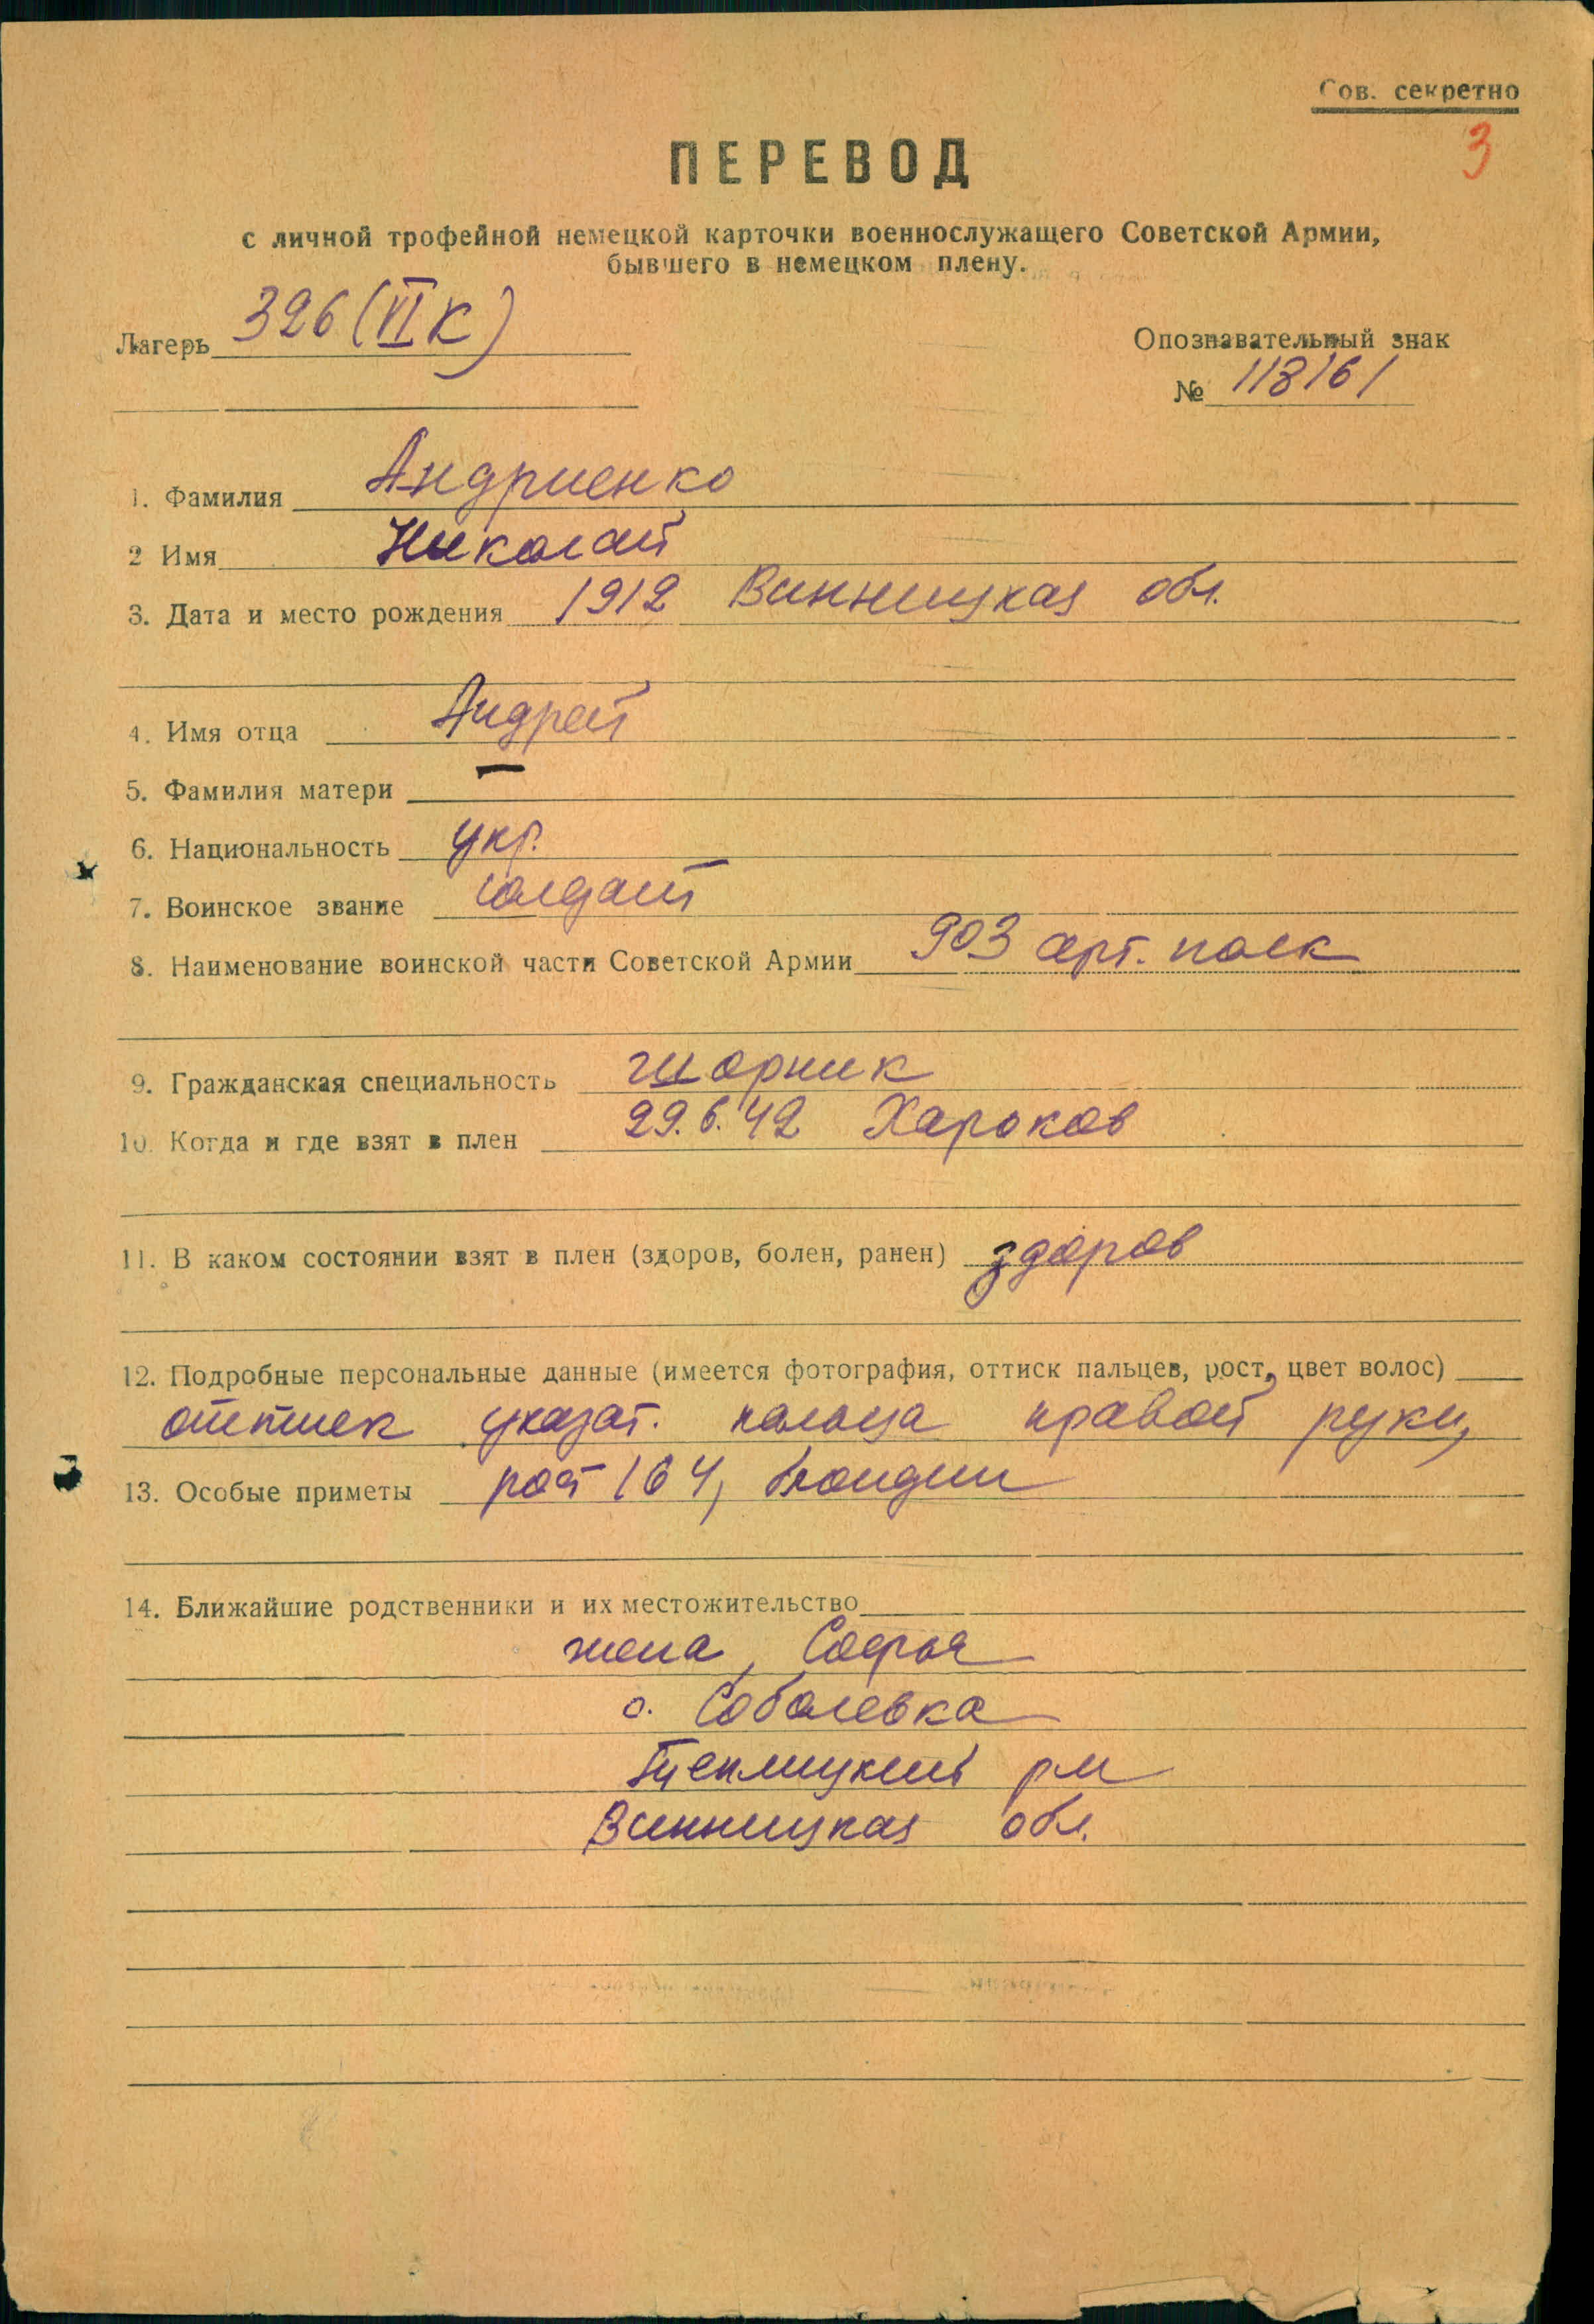 Сов. секретно
3
ПЕРЕВОД
с личной трофейной немецкой карточки военнослужащего Советской Армии,
бывшего в немецком плену.
Лагерь 326 (VI К)
Опознавательный знак
№ 118161
1. Фамилия Андриенко
2 Имя Николай
3. Дата и место рождения 1912 Винницкая обл.
4. Имя отца Андрей
5. Фамилия матери —
6. Национальность укр.
7. Воинское звание солдат
8. Наименование воинской части Советской Армии 903 арт. полк
9. Гражданская специальность шорник
10. Когда и где взят в плен 29.6.42 Харьков
11. В каком состоянии взят в плен (здоров, болен, ранен) здоров
12. Подробные персональные данные (имеется фотография, оттиск пальцев, рост, цвет волос)
оттиск указат. пальца правой руки,
13. Особые приметы рост 164, блондин
14. Ближайшие родственники и их местожительство
жена, Софья
с. Соболевка
Теплицкий р-н
Винницкая обл.